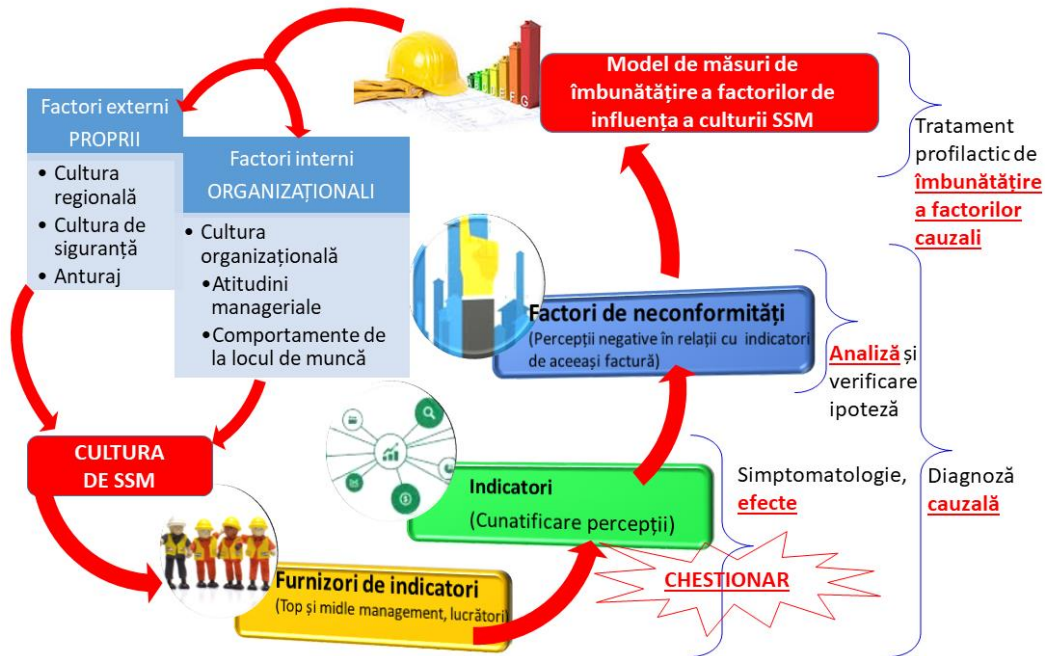 Factori externi
PROPRII
• Cultura
regională
• Cultura de
siguranță
• Anturaj
Factori interni
ORGANIZAȚIONALI
• Cultura
organizațională
• Atitudini
manageriale
• Comportamente de
la locul de muncă
CULTURA
DE SSM
Furnizori de indicatori
(Top și midle management, lucrători)
Indicatori
(Cunatificare percepții)
CHESTIONAR
Factori de neconformități
(Percepții negative în relații cu indicatori
de aceeași factură)
Model de măsuri de
îmbunătățire a factorilor de
influența a culturii SSM
F
G
Tratament
profilactic de
îmbunătățire
a factorilor
cauzali
Analiză și
verificare
ipoteză
Simptomatologie,
efecte
Diagnoză
cauzală